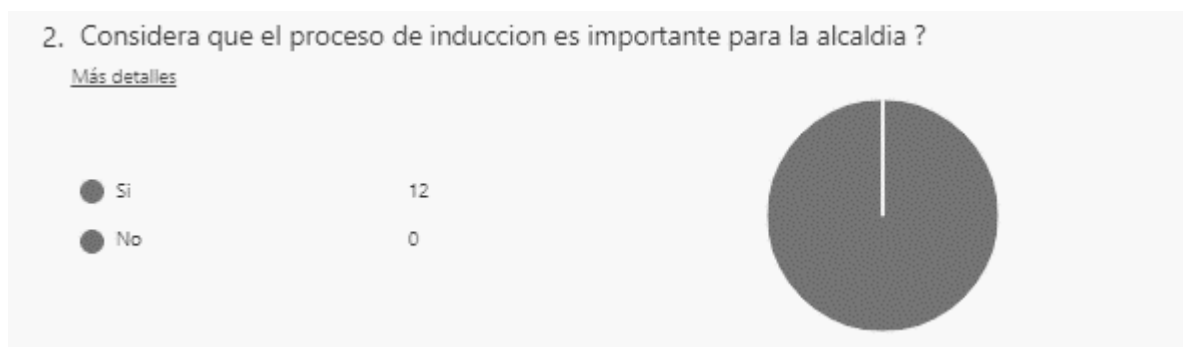 2. Considera que el proceso de induccion es importante para la alcaldia ?
Más detalles
Si 12
No 0